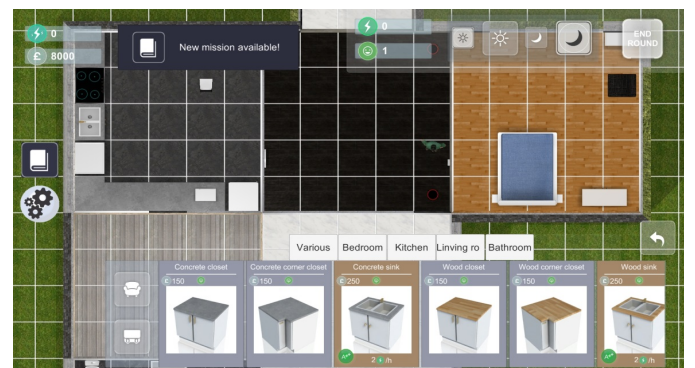 0
£ 8000
New mission available!
0
1
END
ROUND
Various
Bedroom
Kitchen
Linving ro
Bathroom
Concrete closet
£ 150
Concrete corner closet
£ 150
Concrete sink
£ 250
A+++
2 /h
Wood closet
£ 150
Wood corner closet
£ 150
Wood sink
£ 250
A+++
2 /h